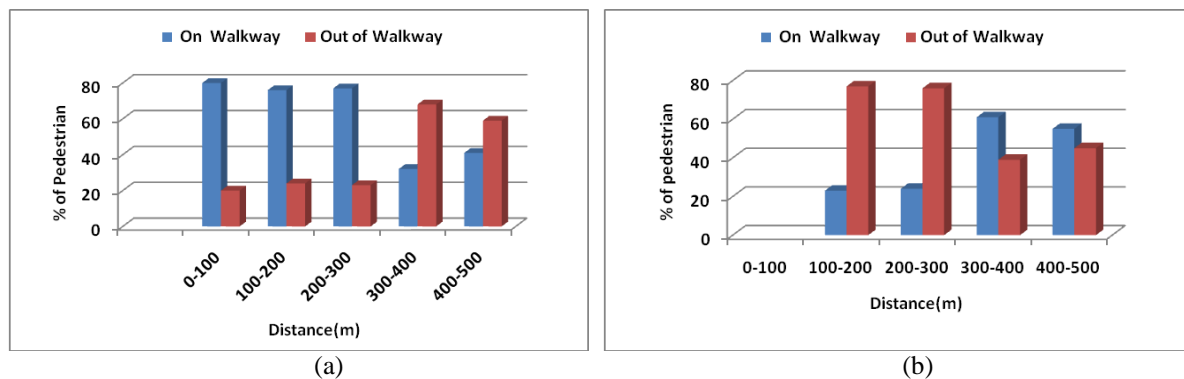 On Walkway Out of Walkway
% of Pedestrian
80
60
40
20
0
0-100 100-200 200-300 300-400 400-500
Distance(m)
(a)
On Walkway Out of Walkway
% of pedestrian
80
60
40
20
0
0-100 100-200 200-300 300-400 400-500
Distance(m)
(b)